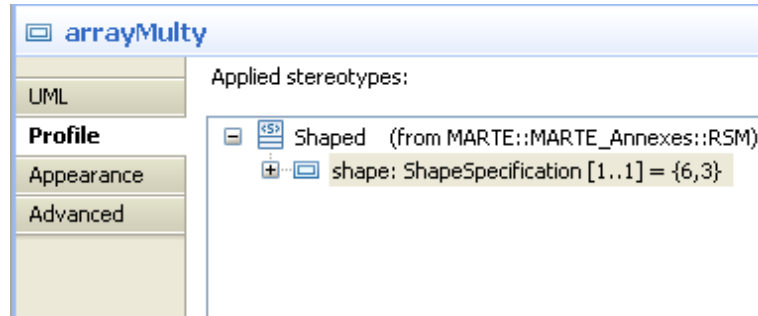 arrayMulty
Applied stereotypes:
UML
Profile
Appearance
Advanced
<S>
Shaped (from MARTE::MARTE_Annexes::RSM)
shape: ShapeSpecification [1..1] = {6,3}